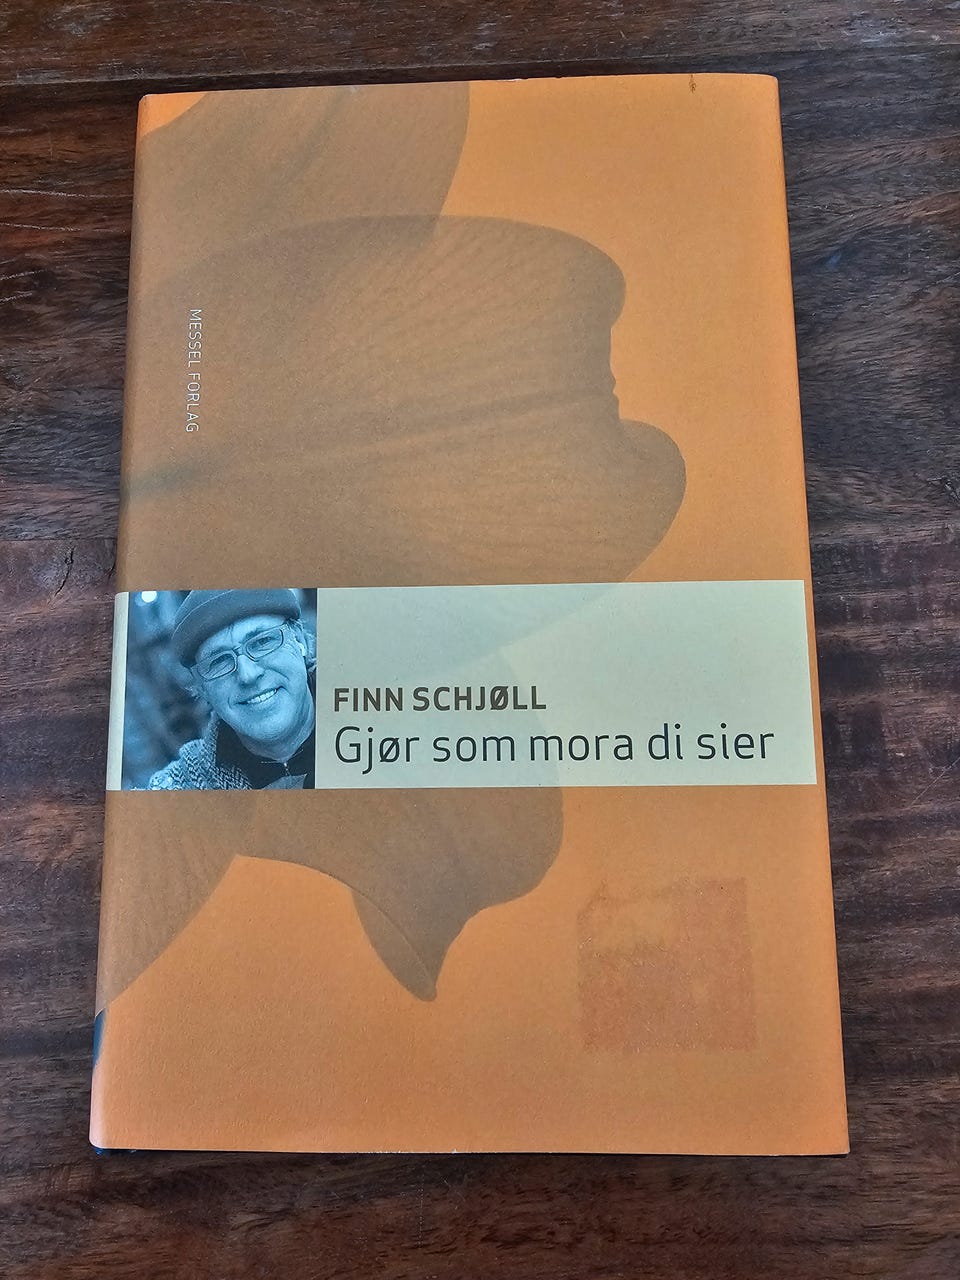 MESSEL FORLAG
FINN SCHJØLL
Gjør som mora di sier